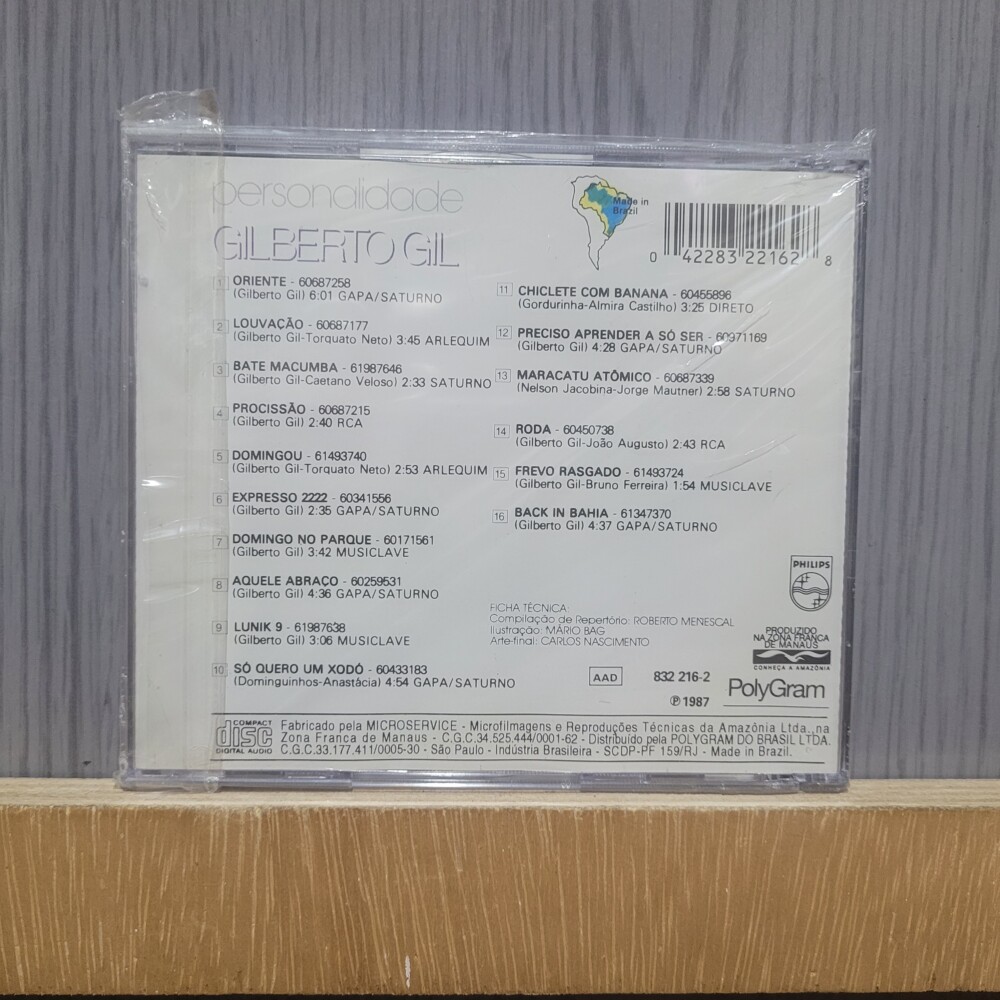 personalidade
GILBERTO GIL
Made in
Brazil
0 42283 22162 8
1 ORIENTE - 60687258
(Gilberto Gil) 6:01 GAPA/SATURNO
2 LOUVAÇÃO - 60687177
(Gilberto Gil-Torquato Neto) 3:45 ARLEQUIM
3 BATE MACUMBA - 61987646
(Gilberto Gil-Caetano Veloso) 2:33 SATURNO
4 PROCISSÃO - 60687215
(Gilberto Gil) 2:40 RCA
5 DOMINGOU - 61493740
(Gilberto Gil-Torquato Neto) 2:53 ARLEQUIM
6 EXPRESSO 2222 - 60341556
(Gilberto Gil) 2:35 GAPA/SATURNO
7 DOMINGO NO PARQUE - 60171561
(Gilberto Gil) 3:42 MUSICLAVE
8 AQUELE ABRAÇO - 60259531
(Gilberto Gil) 4:36 GAPA/SATURNO
9 LUNIK 9 - 61987638
(Gilberto Gil) 3:06 MUSICLAVE
10 SÓ QUERO UM XODÓ - 60433183
(Dominguinhos-Anastácia) 4:54 GAPA/SATURNO
11 CHICLETE COM BANANA - 60455896
(Gordurinha-Almira Castilho) 3:25 DIRETO
12 PRECISO APRENDER A SÓ SER - 60971169
(Gilberto Gil) 4:28 GAPA/SATURNO
13 MARACATU ATÔMICO - 60687339
(Nelson Jacobina-Jorge Mautner) 2:58 SATURNO
14 RODA - 60450738
(Gilberto Gil-João Augusto) 2:43 RCA
15 FREVO RASGADO - 61493724
(Gilberto Gil-Bruno Ferreira) 1:54 MUSICLAVE
16 BACK IN BAHIA - 61347370
(Gilberto Gil) 4:37 GAPA/SATURNO
FICHA TÉCNICA:
Compilação de Repertório: ROBERTO MENESCAL
Ilustração: MÁRIO BAG
Arte-final: CARLOS NASCIMENTO
PHILIPS
PRODUZIDO
NA ZONA FRANCA
DE MANAUS
CONHEÇA A AMAZÔNIA
AAD 832 216-2
℗ 1987
PolyGram
COMPACT
disc
DIGITAL AUDIO
Fabricado pela MICROSERVICE - Microfilmagens e Reproduções Técnicas da Amazônia Ltda., na
Zona Franca de Manaus - C.G.C.34.525.444/0001-62 - Distribuído pela POLYGRAM DO BRASIL LTDA.
C.G.C.33.177.411/0005-30 - São Paulo - Indústria Brasileira - SCDP-PF 159/RJ - Made in Brazil.